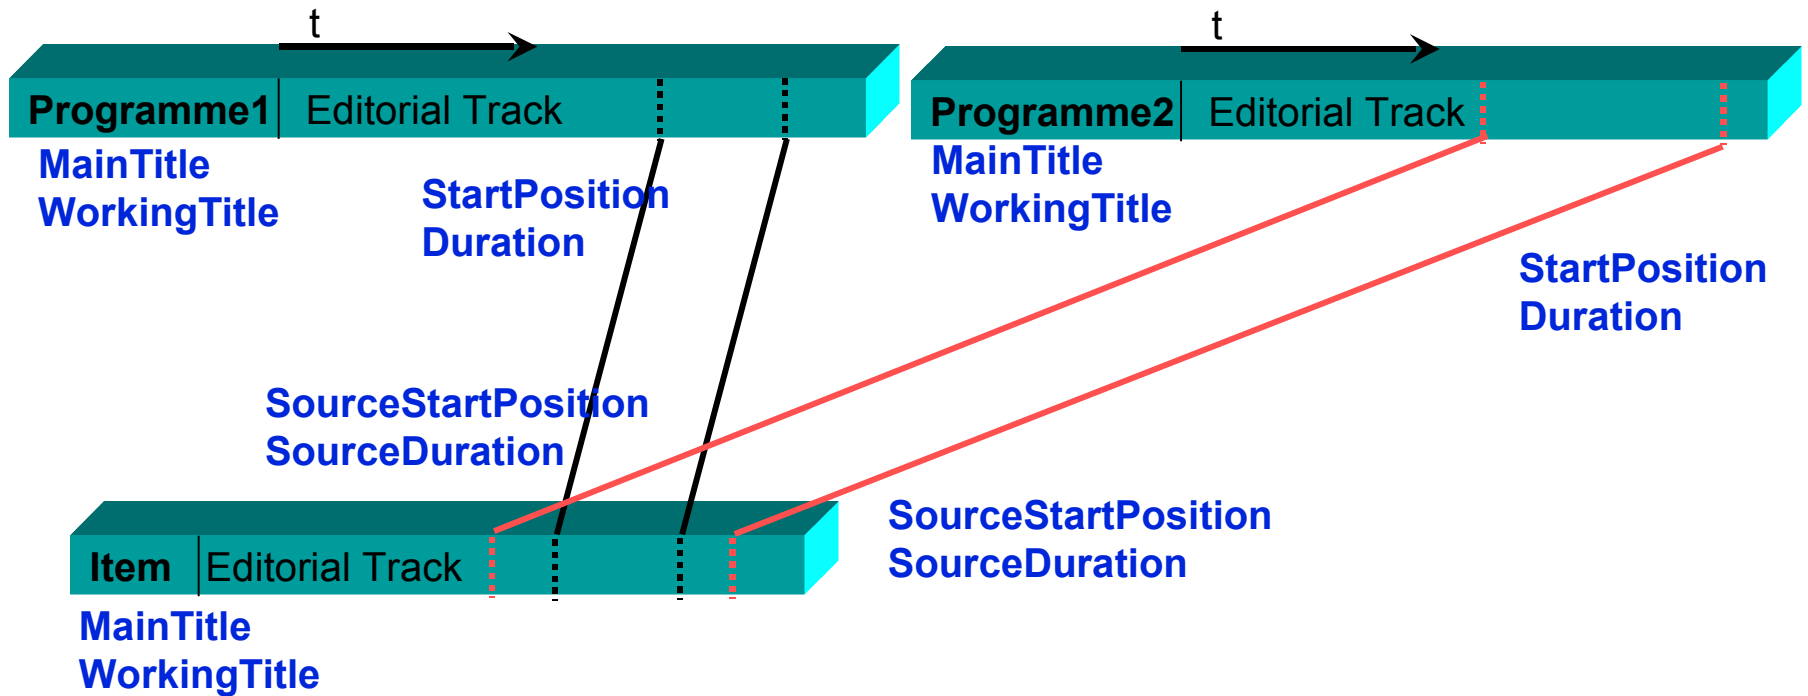 t
Programme1 Editorial Track
MainTitle
WorkingTitle
StartPosition
Duration
t
Programme2 Editorial Track
MainTitle
WorkingTitle
StartPosition
Duration
SourceStartPosition
SourceDuration
SourceStartPosition
SourceDuration
Item Editorial Track
MainTitle
WorkingTitle